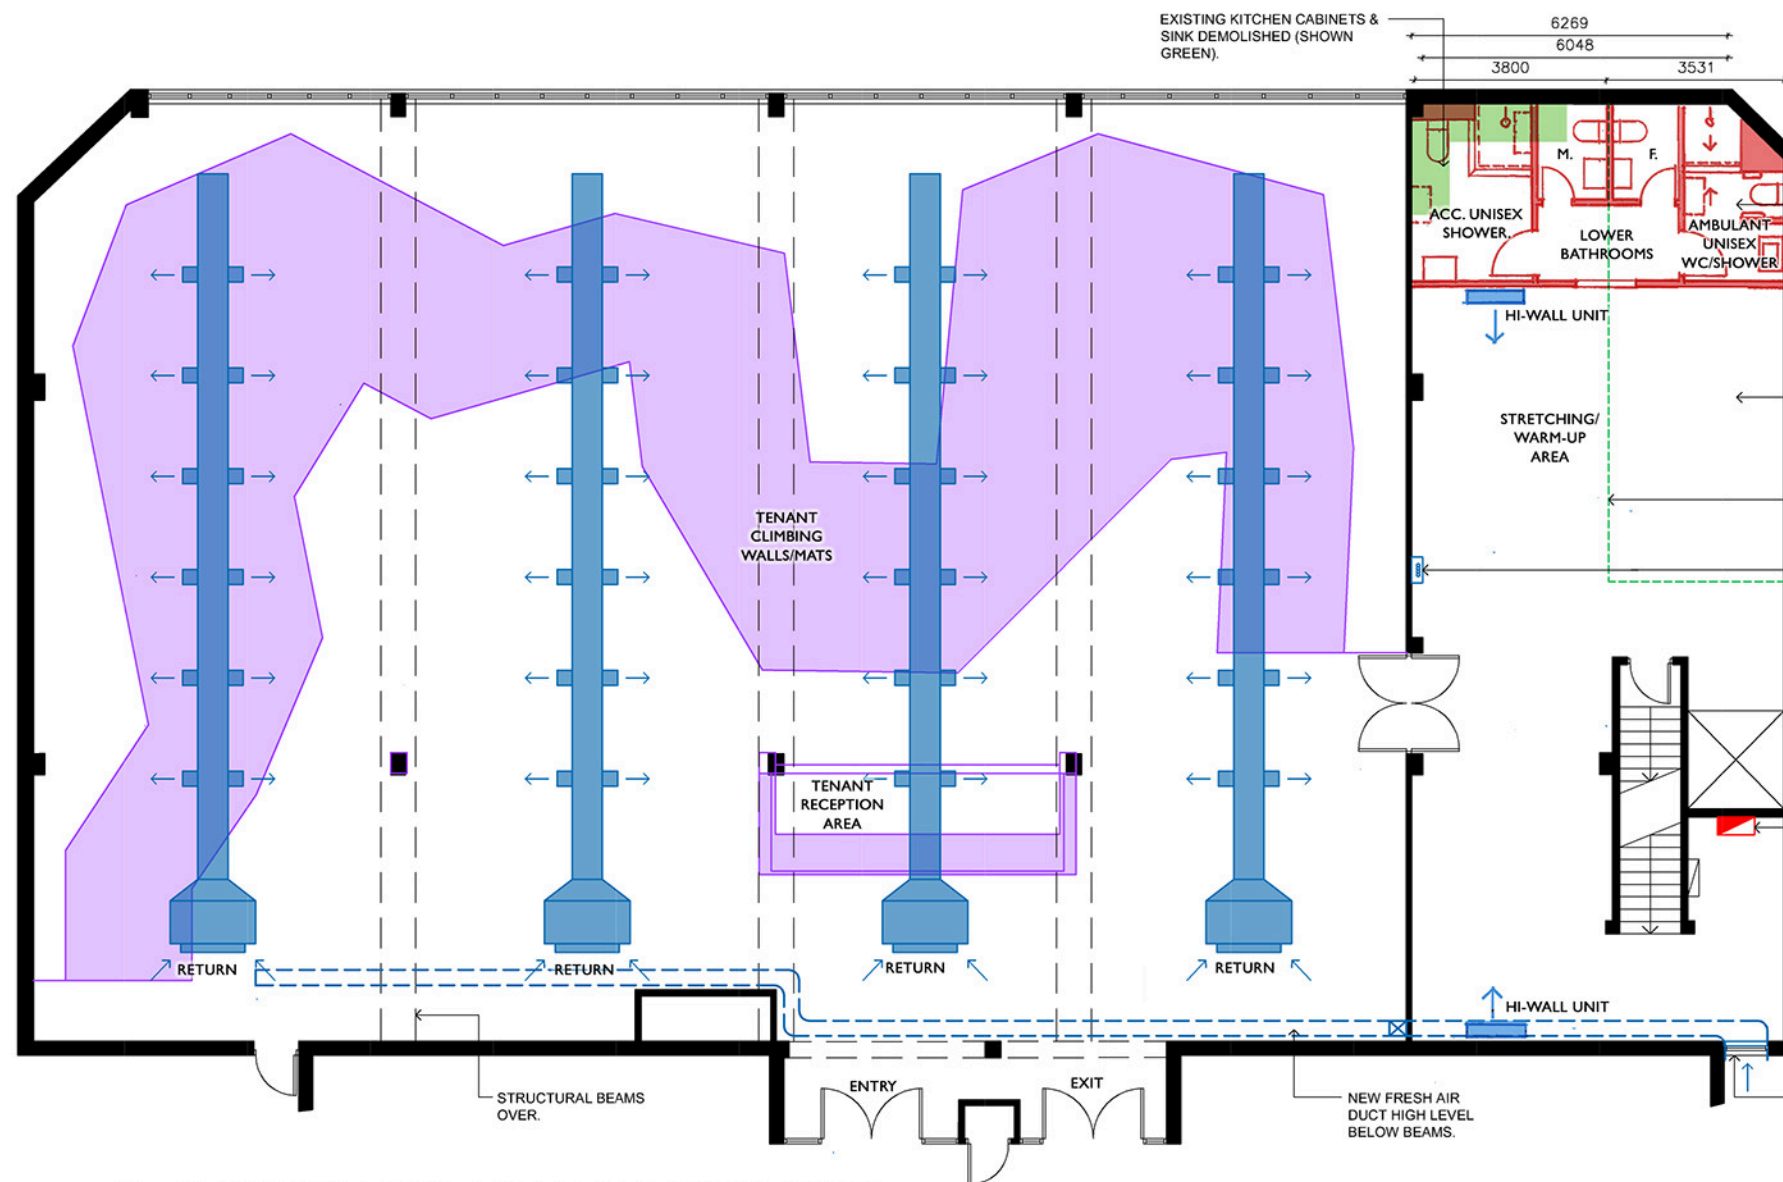 EXISTING KITCHEN CABINETS &
SINK DEMOLISHED (SHOWN
GREEN).
6269
6048
3800
3531
M.
F.
ACC. UNISEX
SHOWER.
LOWER
BATHROOMS
AMBULANT
UNISEX
WC/SHOWER
HI-WALL UNIT
STRETCHING/
WARM-UP
AREA
TENANT
CLIMBING
WALLS/MATS
TENANT
RECEPTION
AREA
RETURN
RETURN
RETURN
RETURN
HI-WALL UNIT
ENTRY
EXIT
STRUCTURAL BEAMS
OVER.
NEW FRESH AIR
DUCT HIGH LEVEL
BELOW BEAMS.